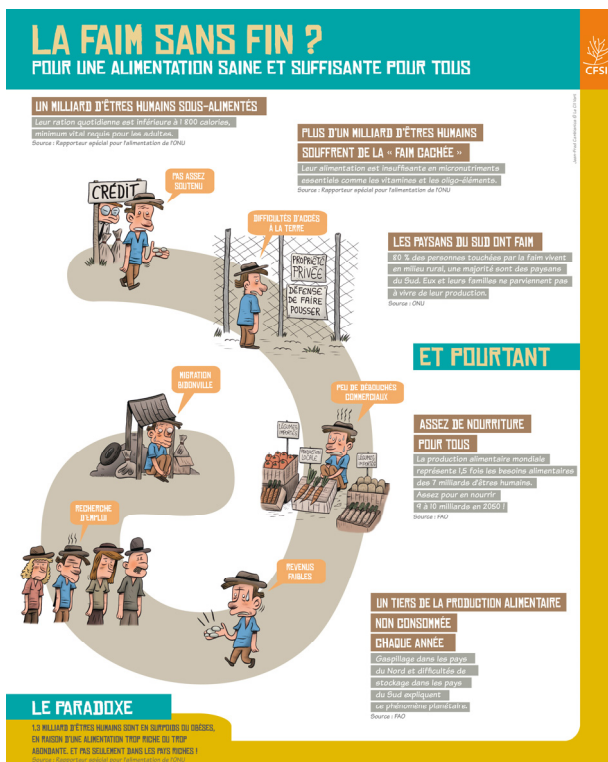 LA FAIM SANS FIN ?
POUR UNE ALIMENTATION SAINE ET SUFFISANTE POUR TOUS
CFSI
UN MILLIARD D'ÊTRES HUMAINS SOUS-ALIMENTÉS
Leur ration quotidienne est inférieure à 1 800 calories,
minimum vital requis pour les adultes.
Source : Rapporteur spécial pour l'alimentation de l'ONU
PLUS D'UN MILLIARD D'ÊTRES HUMAINS
SOUFFRENT DE LA « FAIM CACHÉE »
Leur alimentation est insuffisante en micronutriments
essentiels comme les vitamines et les oligo-éléments.
Source : Rapporteur spécial pour l'alimentation de l'ONU
PAS ASSEZ
SOUTENU
CRÉDIT
DIFFICULTÉS D'ACCÈS
À LA TERRE
PROPRIÉTÉ
PRIVÉE
DÉFENSE
DE FAIRE
POUSSER
LES PAYSANS DU SUD ONT FAIM
80 % des personnes touchées par la faim vivent
en milieu rural, une majorité sont des paysans
du Sud. Eux et leurs familles ne parviennent pas
à vivre de leur production.
Source : ONU
ET POURTANT
MIGRATION
BIDONVILLE
PEU DE DÉBOUCHÉS
COMMERCIAUX
LÉGUMES
IMPORTÉS
PRODUCTION
LOCALE
LÉGUMES
IMPORTÉS
ASSEZ DE NOURRITURE
POUR TOUS
La production alimentaire mondiale
représente 1,5 fois les besoins alimentaires
des 7 milliards d'êtres humains.
Assez pour en nourrir
9 à 10 milliards en 2050 !
Source : FAO
RECHERCHE
D'EMPLOI
REVENUS
FAIBLES
UN TIERS DE LA PRODUCTION ALIMENTAIRE
NON CONSOMMÉE
CHAQUE ANNÉE
Gaspillage dans les pays
du Nord et difficultés de
stockage dans les pays
du Sud expliquent
ce phénomène planétaire.
Source : FAO
LE PARADOXE
1,3 MILLIARD D'ÊTRES HUMAINS SONT EN SURPOIDS OU OBÈSES,
EN RAISON D'UNE ALIMENTATION TROP RICHE OU TROP
ABONDANTE. ET PAS SEULEMENT DANS LES PAYS RICHES !
Source : Rapporteur spécial pour l'alimentation de l'ONU